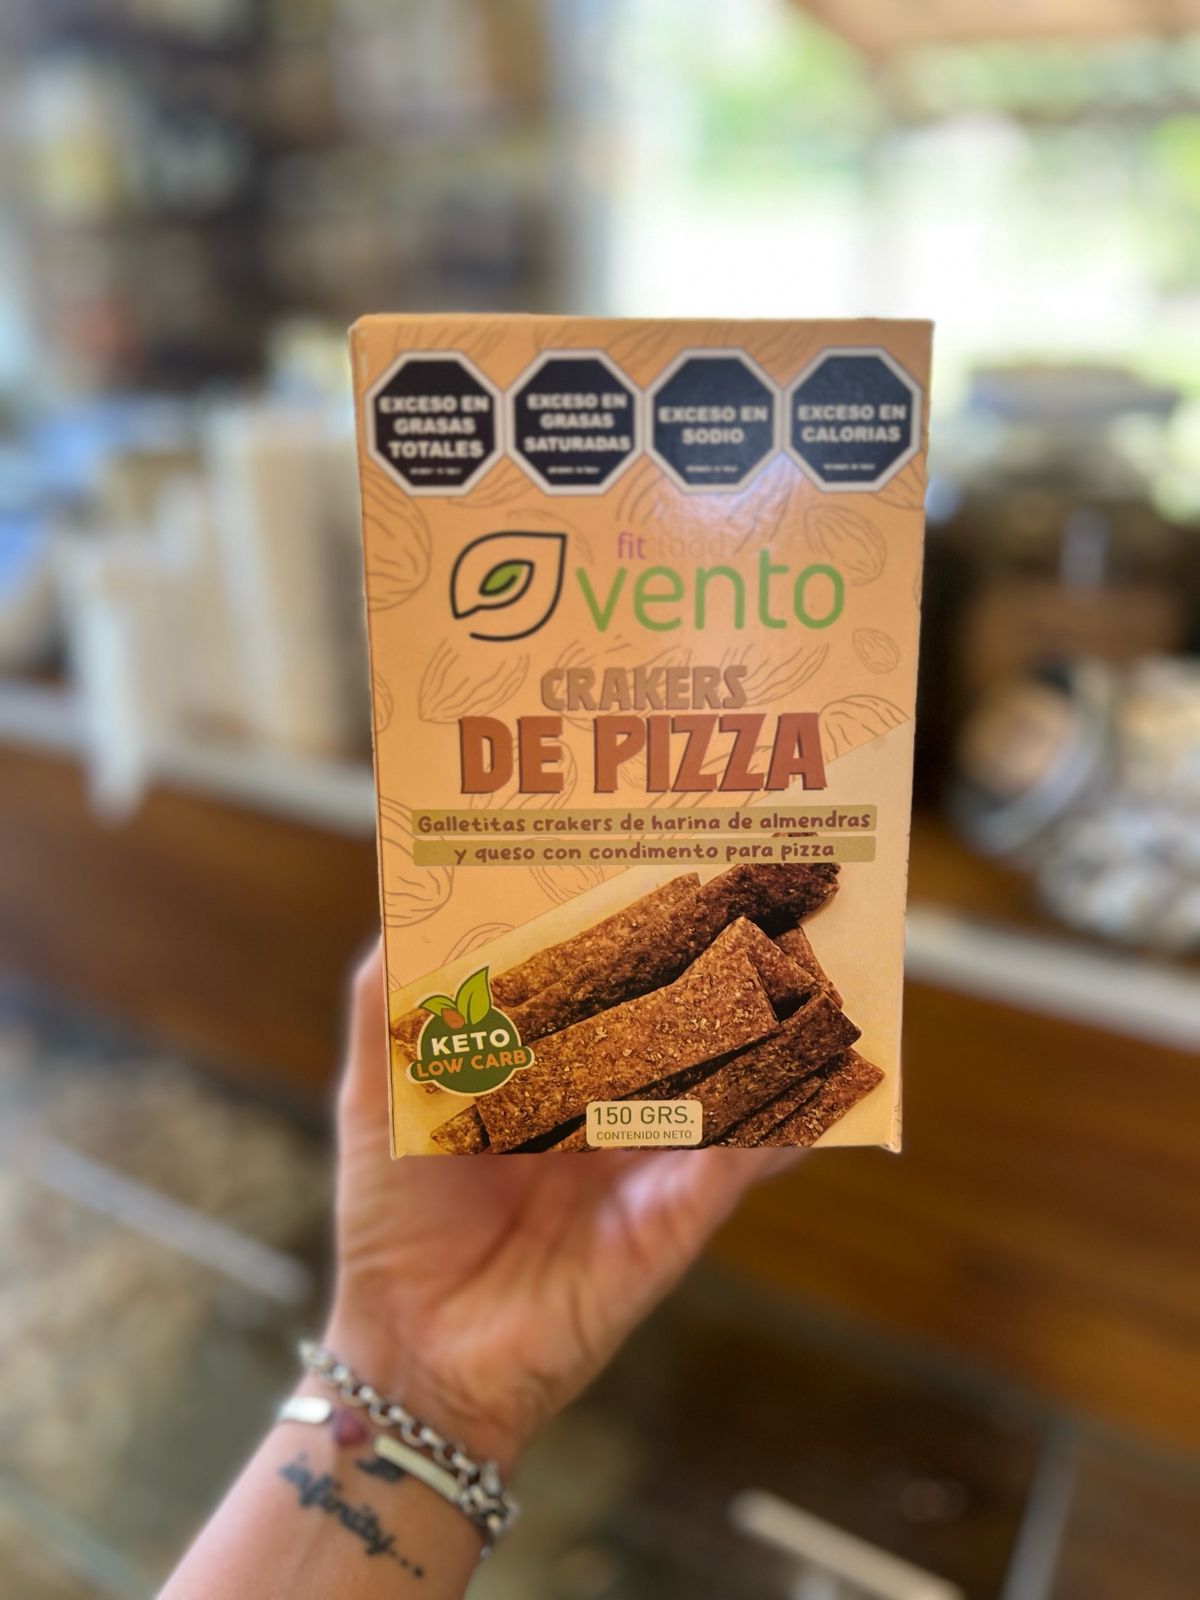 EXCESO EN
GRASAS
TOTALES
EXCESO EN
GRASAS
SATURADAS
EXCESO EN
SODIO
EXCESO EN
CALORIAS
fit food
vento
CRAKERS
DE PIZZA
Galletitas crakers de harina de almendras
y queso con condimento para pizza
KETO
LOW CARB
150 GRS.
CONTENIDO NETO
infinity...